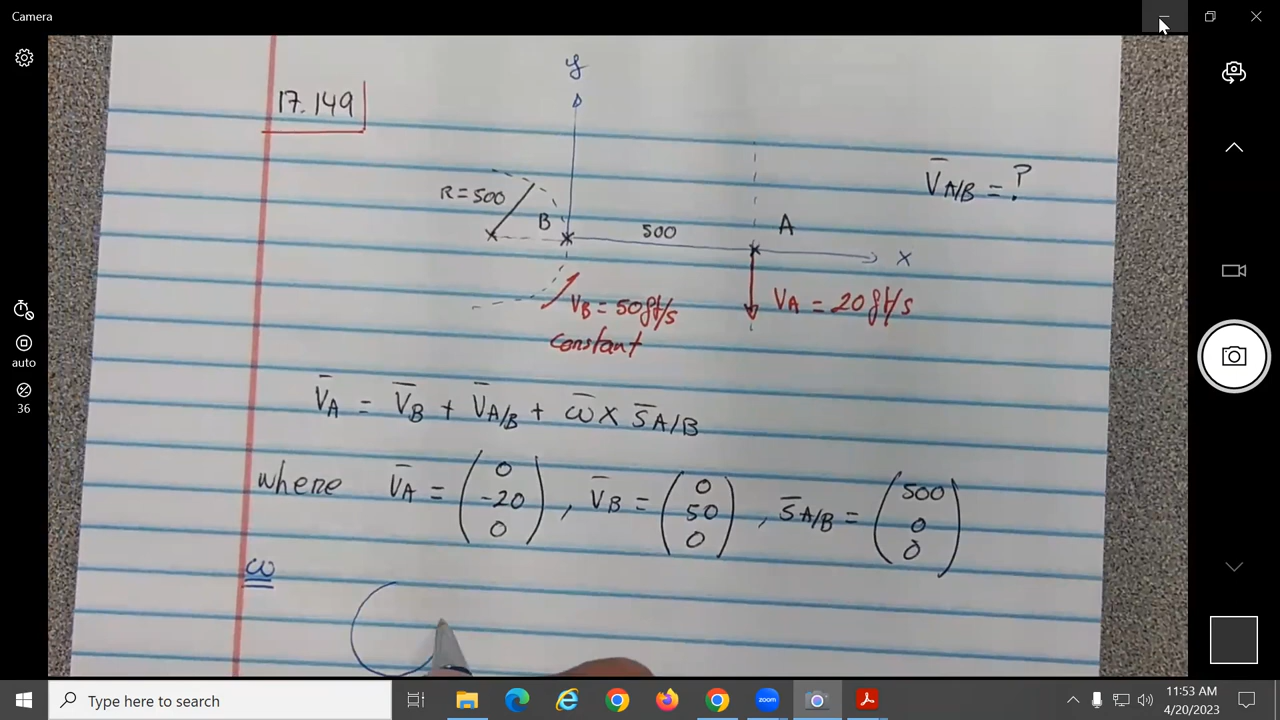 Camera
y
17.149
V̄A/B = ?
R = 500
B
500
A
x
VB = 50 ft/s
constant
VA = 20 ft/s
V̄A = V̄B + V̄A/B + ω̄ × S̄A/B
where V̄A = (0 -20 0), V̄B = (0 50 0), S̄A/B = (500 0 0)
ω
auto
36
Type here to search
zoom
11:53 AM
4/20/2023